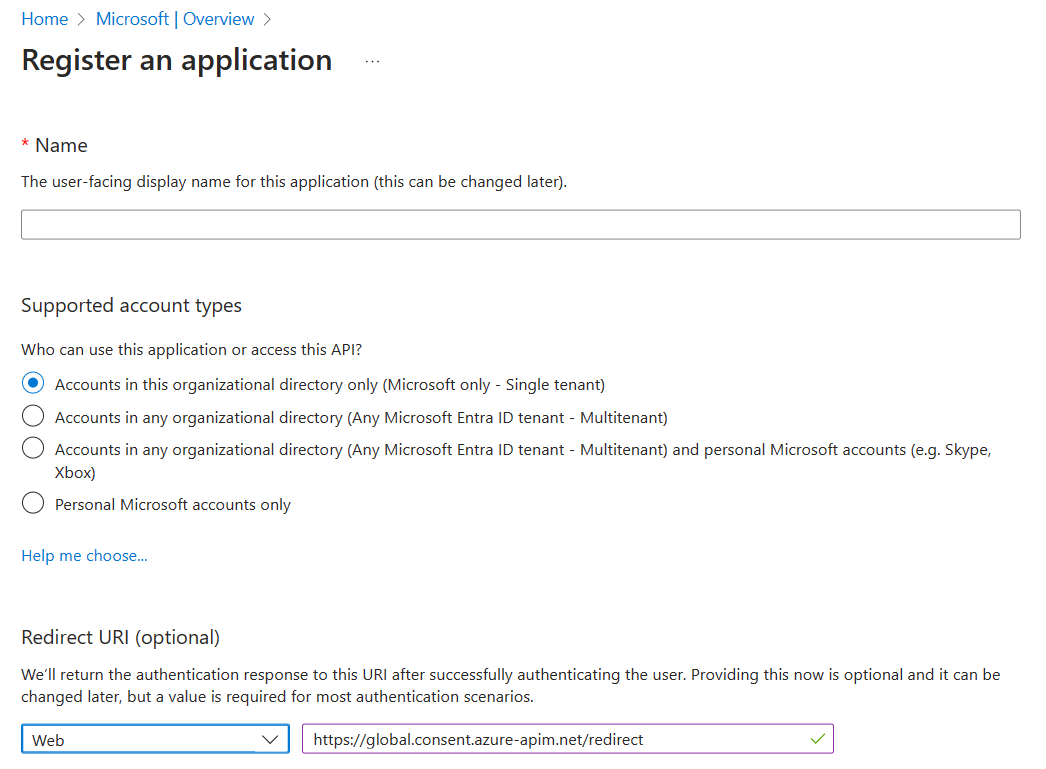 Home > Microsoft | Overview >
Register an application ...
* Name
The user-facing display name for this application (this can be changed later).
Supported account types
Who can use this application or access this API?
Accounts in this organizational directory only (Microsoft only - Single tenant)
Accounts in any organizational directory (Any Microsoft Entra ID tenant - Multitenant)
Accounts in any organizational directory (Any Microsoft Entra ID tenant - Multitenant) and personal Microsoft accounts (e.g. Skype,
Xbox)
Personal Microsoft accounts only
Help me choose...
Redirect URI (optional)
We'll return the authentication response to this URI after successfully authenticating the user. Providing this now is optional and it can be
changed later, but a value is required for most authentication scenarios.
Web https://global.consent.azure-apim.net/redirect